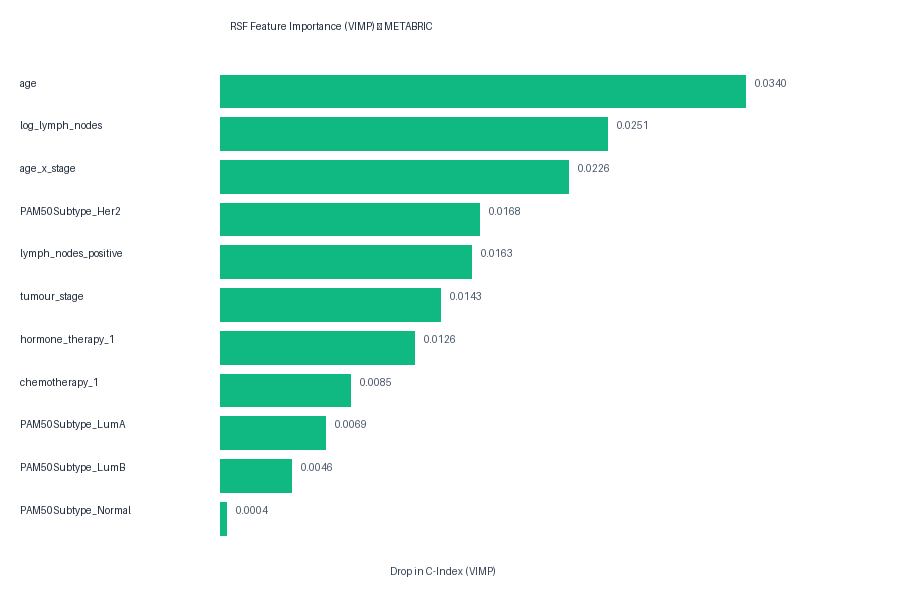 RSF Feature Importance (VIMP) ▯ METABRIC
age 0.0340
log_lymph_nodes 0.0251
age_x_stage 0.0226
PAM50Subtype_Her2 0.0168
lymph_nodes_positive 0.0163
tumour_stage 0.0143
hormone_therapy_1 0.0126
chemotherapy_1 0.0085
PAM50Subtype_LumA 0.0069
PAM50Subtype_LumB 0.0046
PAM50Subtype_Normal 0.0004
Drop in C-Index (VIMP)